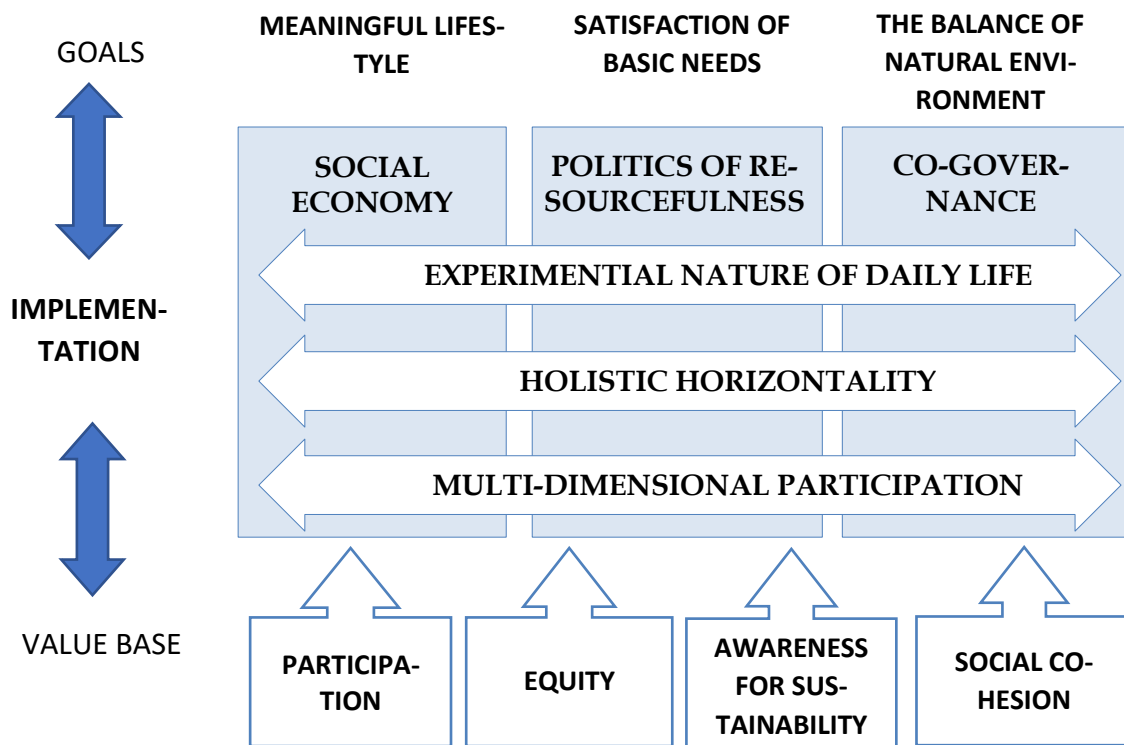 GOALS
MEANINGFUL LIFES-
TYLE
SATISFACTION OF
BASIC NEEDS
THE BALANCE OF
NATURAL ENVI-
RONMENT
SOCIAL
ECONOMY
POLITICS OF RE-
SOURCEFULNESS
CO-GOVER-
NANCE
EXPERIMENTIAL NATURE OF DAILY LIFE
IMPLEMEN-
TATION
HOLISTIC HORIZONTALITY
MULTI-DIMENSIONAL PARTICIPATION
VALUE BASE
PARTICIPA-
TION
EQUITY
AWARENESS
FOR SUS-
TAINABILITY
SOCIAL CO-
HESION